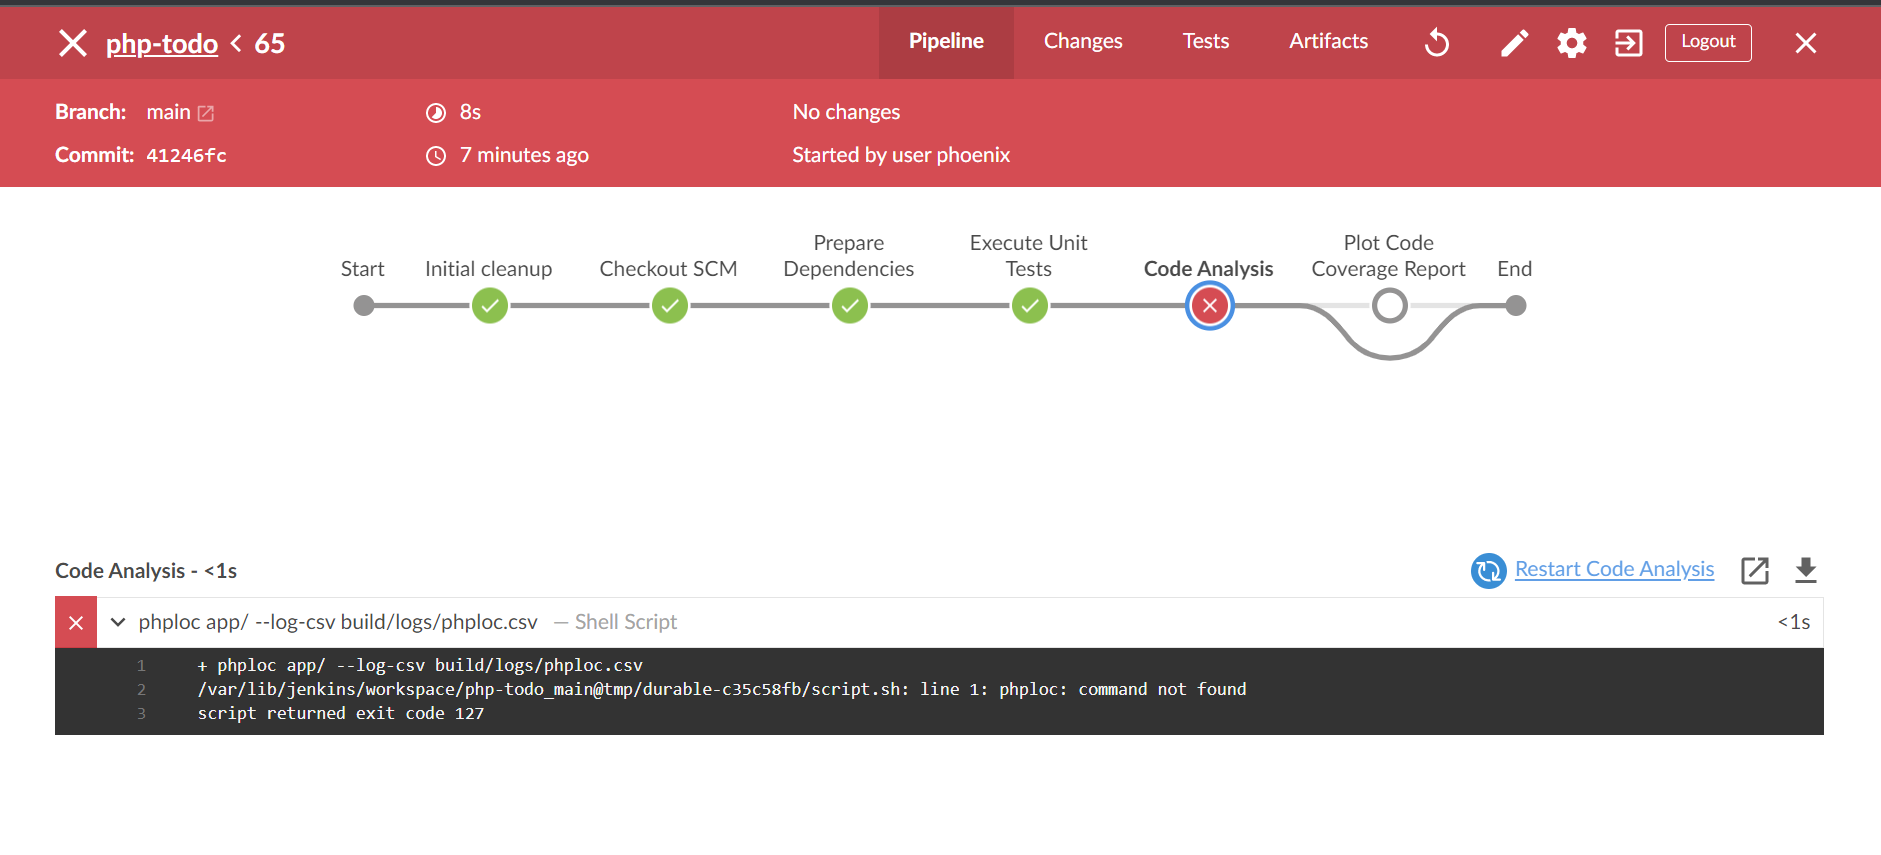 php-todo < 65
Pipeline
Changes
Tests
Artifacts
Logout
Branch: main
8s
No changes
Commit: 41246fc
7 minutes ago
Started by user phoenix
Start
Initial cleanup
Checkout SCM
Prepare
Dependencies
Execute Unit
Tests
Code Analysis
Plot Code
Coverage Report
End
Code Analysis - <1s
Restart Code Analysis
phploc app/ --log-csv build/logs/phploc.csv — Shell Script
<1s
1 + phploc app/ --log-csv build/logs/phploc.csv
2 /var/lib/jenkins/workspace/php-todo_main@tmp/durable-c35c58fb/script.sh: line 1: phploc: command not found
3 script returned exit code 127